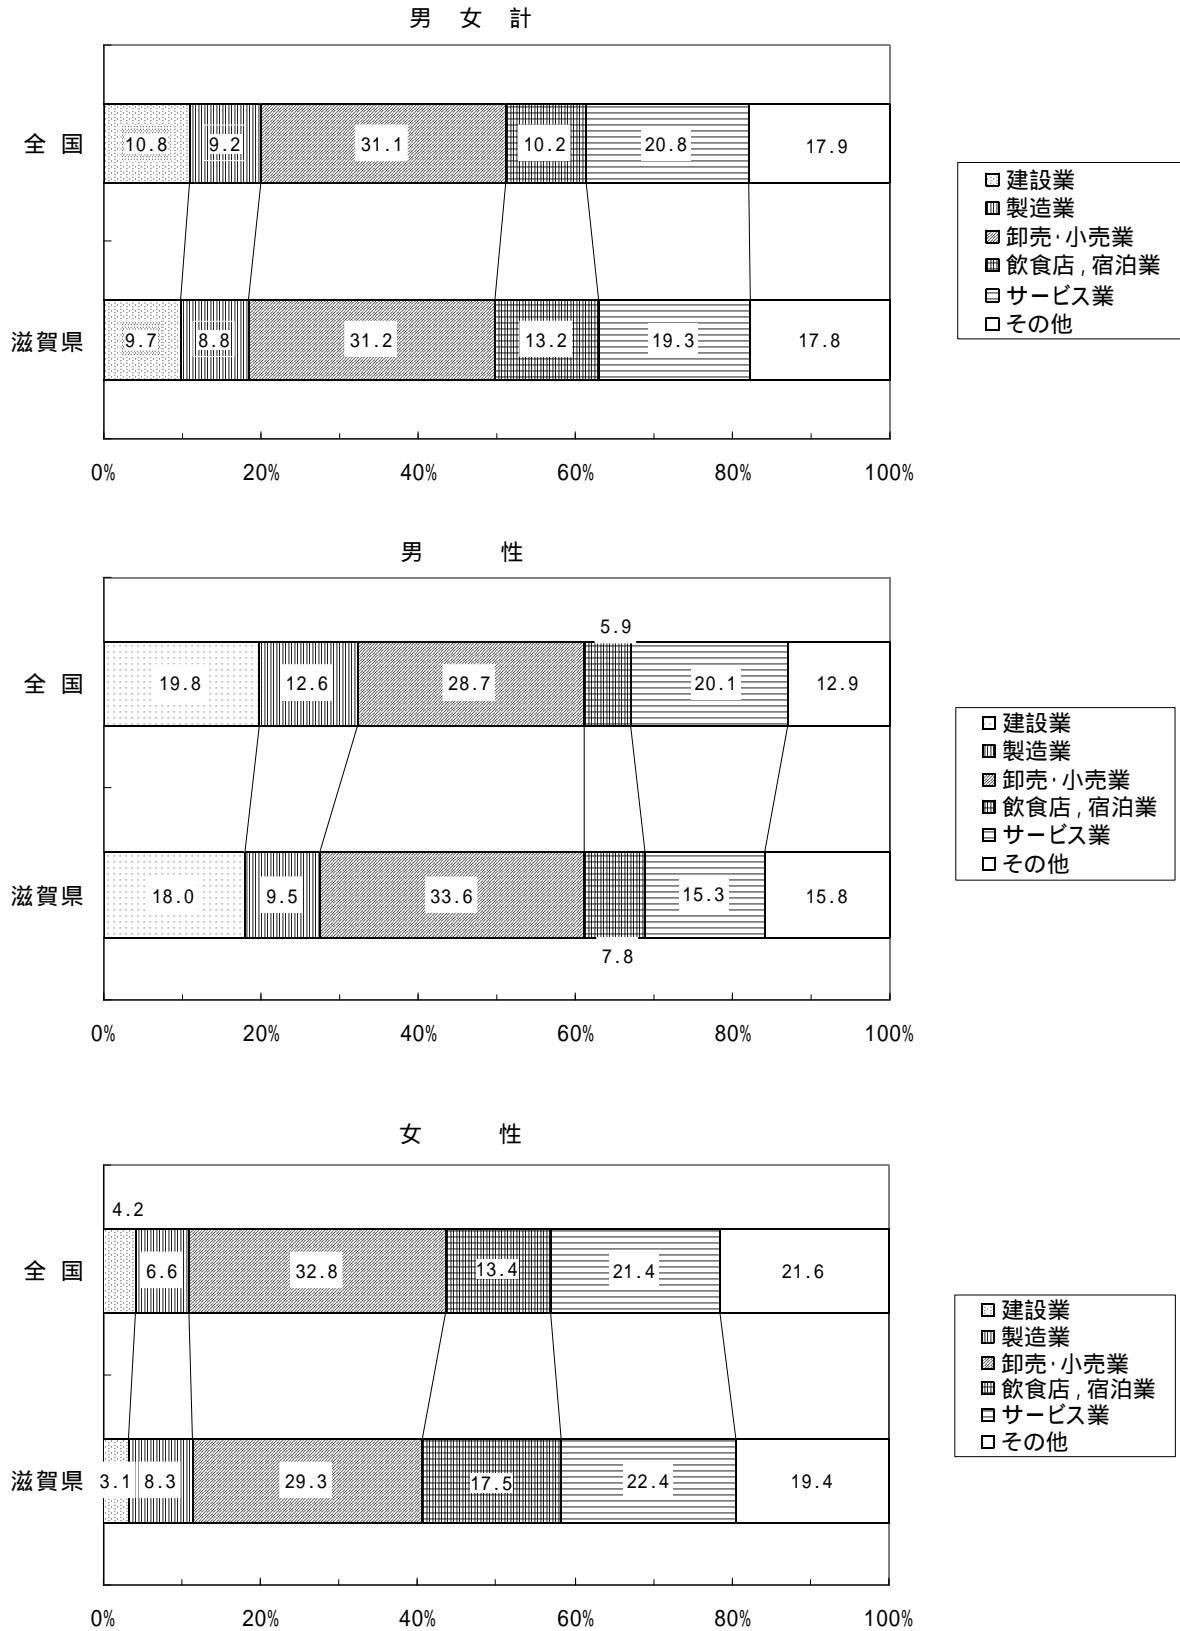 男 女 計
全 国 10.8 9.2 31.1 10.2 20.8 17.9
滋賀県 9.7 8.8 31.2 13.2 19.3 17.8
0% 20% 40% 60% 80% 100%
建設業
製造業
卸売・小売業
飲食店，宿泊業
サービス業
その他
男 性
5.9
全 国 19.8 12.6 28.7 20.1 12.9
滋賀県 18.0 9.5 33.6 15.3 15.8
7.8
0% 20% 40% 60% 80% 100%
建設業
製造業
卸売・小売業
飲食店，宿泊業
サービス業
その他
女 性
4.2
全 国 6.6 32.8 13.4 21.4 21.6
滋賀県 3.1 8.3 29.3 17.5 22.4 19.4
0% 20% 40% 60% 80% 100%
建設業
製造業
卸売・小売業
飲食店，宿泊業
サービス業
その他